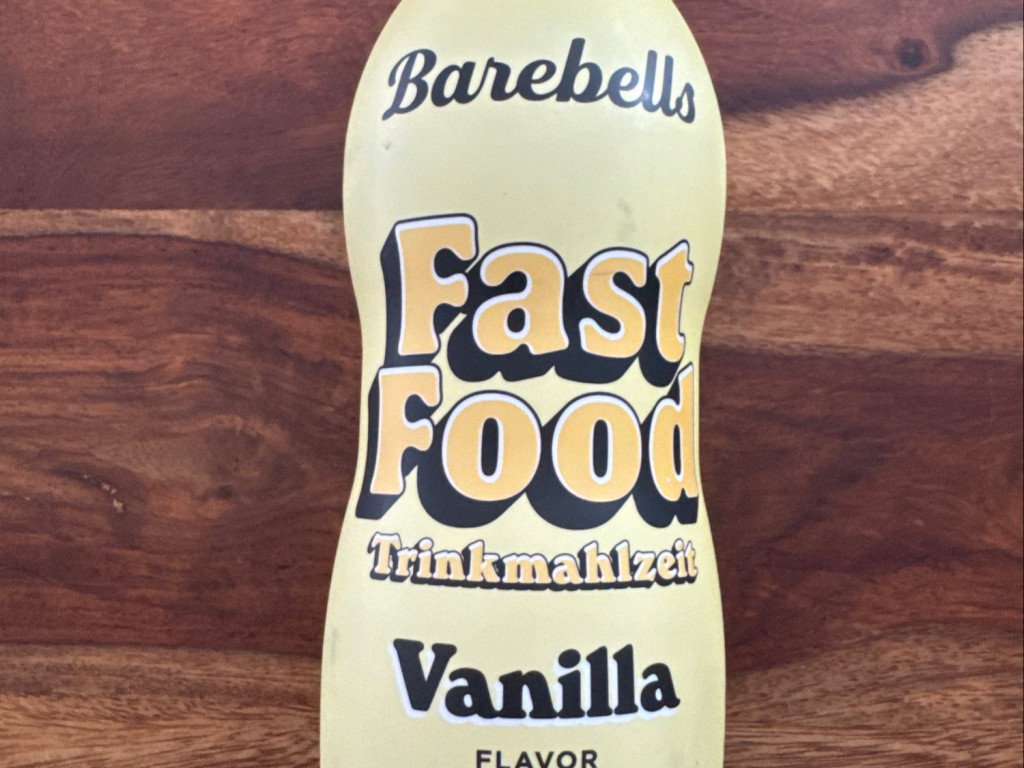 Barebells
Fast
Food
Trinkmahlzeit
Vanilla
FLAVOR